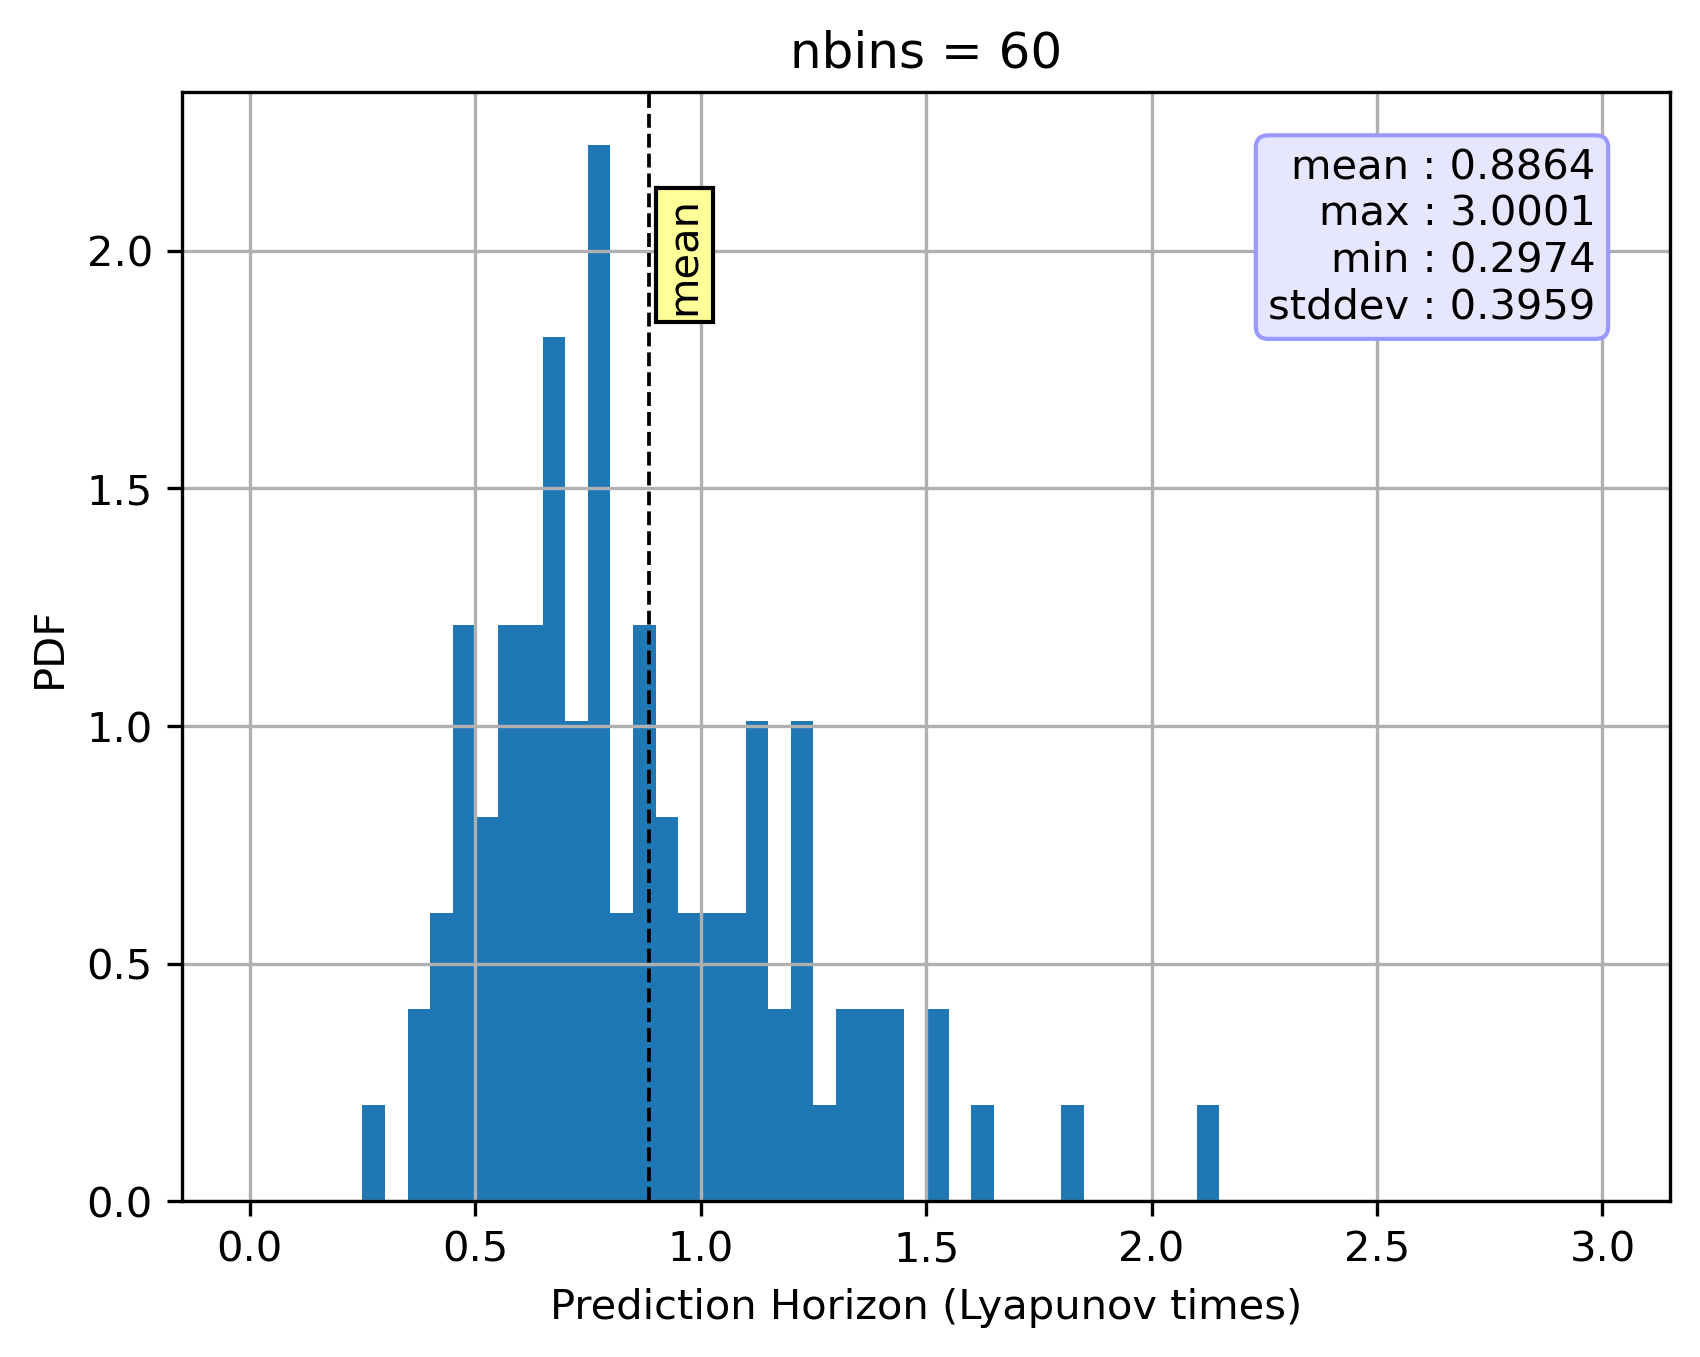 nbins = 60
mean : 0.8864
max : 3.0001
min : 0.2974
stddev : 0.3959
mean
PDF
2.0
1.5
1.0
0.5
0.0
0.0 0.5 1.0 1.5 2.0 2.5 3.0
Prediction Horizon (Lyapunov times)